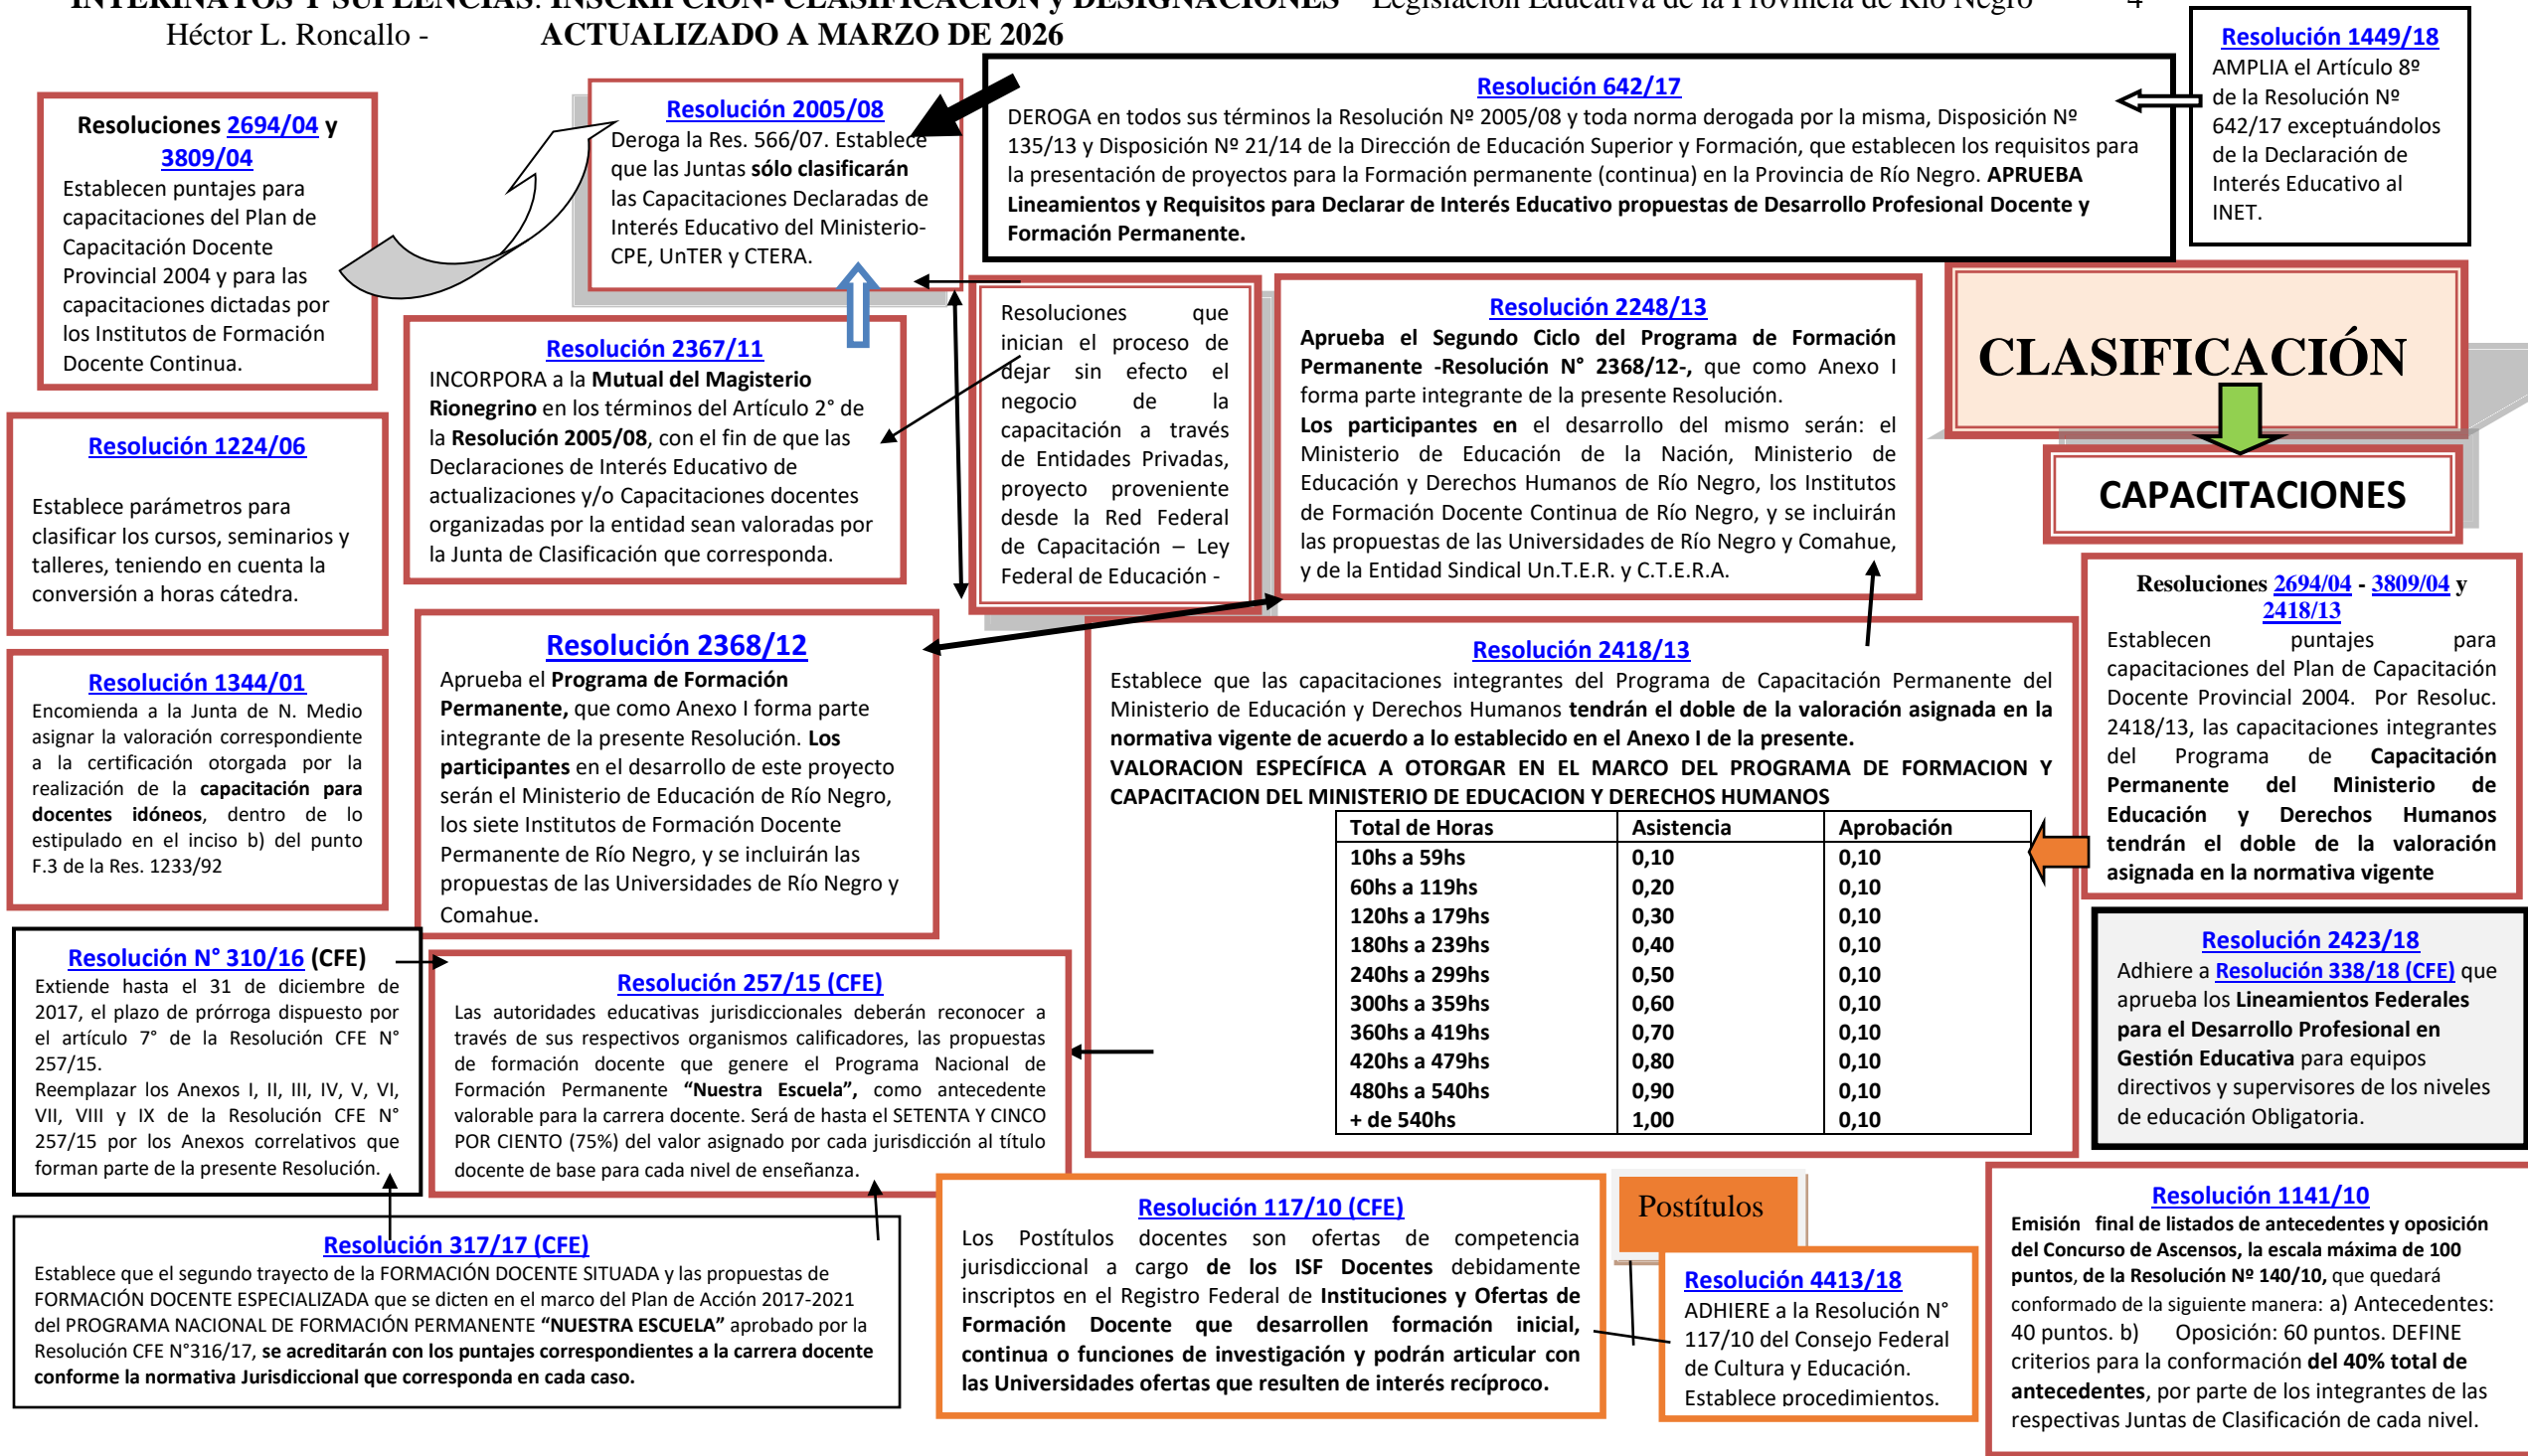 INTERINATOS Y SUPLENCIAS. INSCRIPCIÓN- CLASIFICACIÓN y DESIGNACIONES – Legislación Educativa de la Provincia de Río Negro 4
Héctor L. Roncallo - ACTUALIZADO A MARZO DE 2026
Resoluciones 2694/04 y
3809/04
Establecen puntajes para
capacitaciones del Plan de
Capacitación Docente
Provincial 2004 y para las
capacitaciones dictadas por
los Institutos de Formación
Docente Continua.
Resolución 2005/08
Deroga la Res. 566/07. Establece
que las Juntas sólo clasificarán
las Capacitaciones Declaradas de
Interés Educativo del Ministerio-
CPE, UnTER y CTERA.
Resolución 642/17
DEROGA en todos sus términos la Resolución Nº 2005/08 y toda norma derogada por la misma, Disposición Nº
135/13 y Disposición Nº 21/14 de la Dirección de Educación Superior y Formación, que establecen los requisitos para
la presentación de proyectos para la Formación permanente (continua) en la Provincia de Río Negro. APRUEBA
Lineamientos y Requisitos para Declarar de Interés Educativo propuestas de Desarrollo Profesional Docente y
Formación Permanente.
Resolución 1449/18
AMPLIA el Artículo 8º
de la Resolución Nº
642/17 exceptuándolos
de la Declaración de
Interés Educativo al
INET.
CLASIFICACIÓN
CAPACITACIONES
Resolución 2367/11
INCORPORA a la Mutual del Magisterio
Rionegrino en los términos del Artículo 2° de
la Resolución 2005/08, con el fin de que las
Declaraciones de Interés Educativo de
actualizaciones y/o Capacitaciones docentes
organizadas por la entidad sean valoradas por
la Junta de Clasificación que corresponda.
Resoluciones que
inician el proceso de
dejar sin efecto el
negocio de la
capacitación a través
de Entidades Privadas,
proyecto proveniente
desde la Red Federal
de Capacitación – Ley
Federal de Educación -
Resolución 2248/13
Aprueba el Segundo Ciclo del Programa de Formación
Permanente -Resolución N° 2368/12-, que como Anexo I
forma parte integrante de la presente Resolución.
Los participantes en el desarrollo del mismo serán: el
Ministerio de Educación de la Nación, Ministerio de
Educación y Derechos Humanos de Río Negro, los Institutos
de Formación Docente Continua de Río Negro, y se incluirán
las propuestas de las Universidades de Río Negro y Comahue,
y de la Entidad Sindical Un.T.E.R. y C.T.E.R.A.
Resolución 1224/06
Establece parámetros para
clasificar los cursos, seminarios y
talleres, teniendo en cuenta la
conversión a horas cátedra.
Resolución 1344/01
Encomienda a la Junta de N. Medio
asignar la valoración correspondiente
a la certificación otorgada por la
realización de la capacitación para
docentes idóneos, dentro de lo
estipulado en el inciso b) del punto
F.3 de la Res. 1233/92
Resolución 2368/12
Aprueba el Programa de Formación
Permanente, que como Anexo I forma parte
integrante de la presente Resolución. Los
participantes en el desarrollo de este proyecto
serán el Ministerio de Educación de Río Negro,
los siete Institutos de Formación Docente
Permanente de Río Negro, y se incluirán las
propuestas de las Universidades de Río Negro y
Comahue.
Resolución 2418/13
Establece que las capacitaciones integrantes del Programa de Capacitación Permanente del
Ministerio de Educación y Derechos Humanos tendrán el doble de la valoración asignada en la
normativa vigente de acuerdo a lo establecido en el Anexo I de la presente.
VALORACION ESPECÍFICA A OTORGAR EN EL MARCO DEL PROGRAMA DE FORMACION Y
CAPACITACION DEL MINISTERIO DE EDUCACION Y DERECHOS HUMANOS
Total de Horas Asistencia Aprobación
10hs a 59hs 0,10 0,10
60hs a 119hs 0,20 0,10
120hs a 179hs 0,30 0,10
180hs a 239hs 0,40 0,10
240hs a 299hs 0,50 0,10
300hs a 359hs 0,60 0,10
360hs a 419hs 0,70 0,10
420hs a 479hs 0,80 0,10
480hs a 540hs 0,90 0,10
+ de 540hs 1,00 0,10
Resoluciones 2694/04 - 3809/04 y
2418/13
Establecen puntajes para
capacitaciones del Plan de Capacitación
Docente Provincial 2004. Por Resoluc.
2418/13, las capacitaciones integrantes
del Programa de Capacitación
Permanente del Ministerio de
Educación y Derechos Humanos
tendrán el doble de la valoración
asignada en la normativa vigente
Resolución 2423/18
Adhiere a Resolución 338/18 (CFE) que
aprueba los Lineamientos Federales
para el Desarrollo Profesional en
Gestión Educativa para equipos
directivos y supervisores de los niveles
de educación Obligatoria.
Resolución N° 310/16 (CFE)
Extiende hasta el 31 de diciembre de
2017, el plazo de prórroga dispuesto por
el artículo 7° de la Resolución CFE N°
257/15.
Reemplazar los Anexos I, II, III, IV, V, VI,
VII, VIII y IX de la Resolución CFE N°
257/15 por los Anexos correlativos que
forman parte de la presente Resolución.
Resolución 257/15 (CFE)
Las autoridades educativas jurisdiccionales deberán reconocer a
través de sus respectivos organismos calificadores, las propuestas
de formación docente que genere el Programa Nacional de
Formación Permanente “Nuestra Escuela”, como antecedente
valorable para la carrera docente. Será de hasta el SETENTA Y CINCO
POR CIENTO (75%) del valor asignado por cada jurisdicción al título
docente de base para cada nivel de enseñanza.
Resolución 317/17 (CFE)
Establece que el segundo trayecto de la FORMACIÓN DOCENTE SITUADA y las propuestas de
FORMACIÓN DOCENTE ESPECIALIZADA que se dicten en el marco del Plan de Acción 2017-2021
del PROGRAMA NACIONAL DE FORMACIÓN PERMANENTE “NUESTRA ESCUELA” aprobado por la
Resolución CFE N°316/17, se acreditarán con los puntajes correspondientes a la carrera docente
conforme la normativa Jurisdiccional que corresponda en cada caso.
Resolución 117/10 (CFE)
Los Postítulos docentes son ofertas de competencia
jurisdiccional a cargo de los ISF Docentes debidamente
inscriptos en el Registro Federal de Instituciones y Ofertas de
Formación Docente que desarrollen formación inicial,
continua o funciones de investigación y podrán articular con
las Universidades ofertas que resulten de interés recíproco.
Postítulos
Resolución 4413/18
ADHIERE a la Resolución N°
117/10 del Consejo Federal
de Cultura y Educación.
Establece procedimientos.
Resolución 1141/10
Emisión final de listados de antecedentes y oposición
del Concurso de Ascensos, la escala máxima de 100
puntos, de la Resolución Nº 140/10, que quedará
conformado de la siguiente manera: a) Antecedentes:
40 puntos. b) Oposición: 60 puntos. DEFINE
criterios para la conformación del 40% total de
antecedentes, por parte de los integrantes de las
respectivas Juntas de Clasificación de cada nivel.